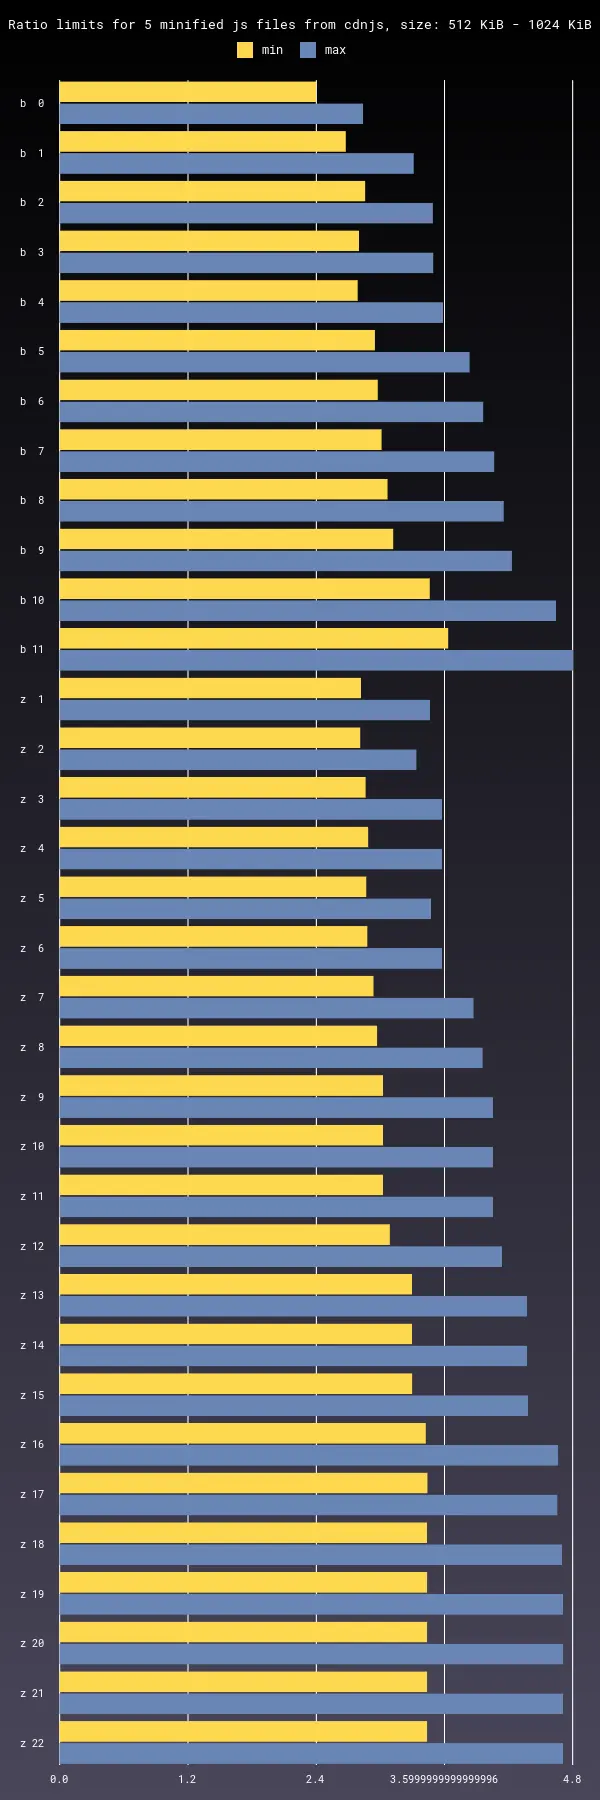 Ratio limits for 5 minified js files from cdnjs, size: 512 KiB - 1024 KiB
min max
b 0
b 1
b 2
b 3
b 4
b 5
b 6
b 7
b 8
b 9
b 10
b 11
z 1
z 2
z 3
z 4
z 5
z 6
z 7
z 8
z 9
z 10
z 11
z 12
z 13
z 14
z 15
z 16
z 17
z 18
z 19
z 20
z 21
z 22
0.0 1.2 2.4 3.5999999999999996 4.8